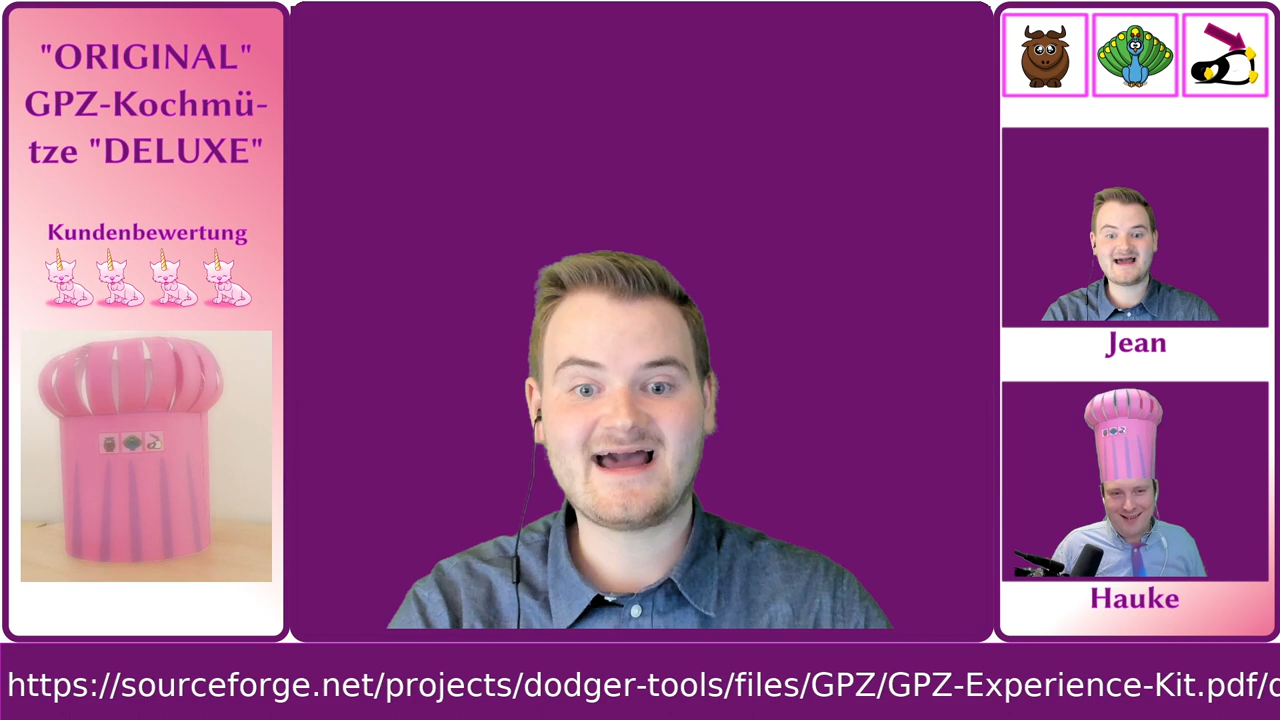 "ORIGINAL"
GPZ-Kochmü-
tze "DELUXE"
Kundenbewertung
Jean
Hauke
https://sourceforge.net/projects/dodger-tools/files/GPZ/GPZ-Experience-Kit.pdf/